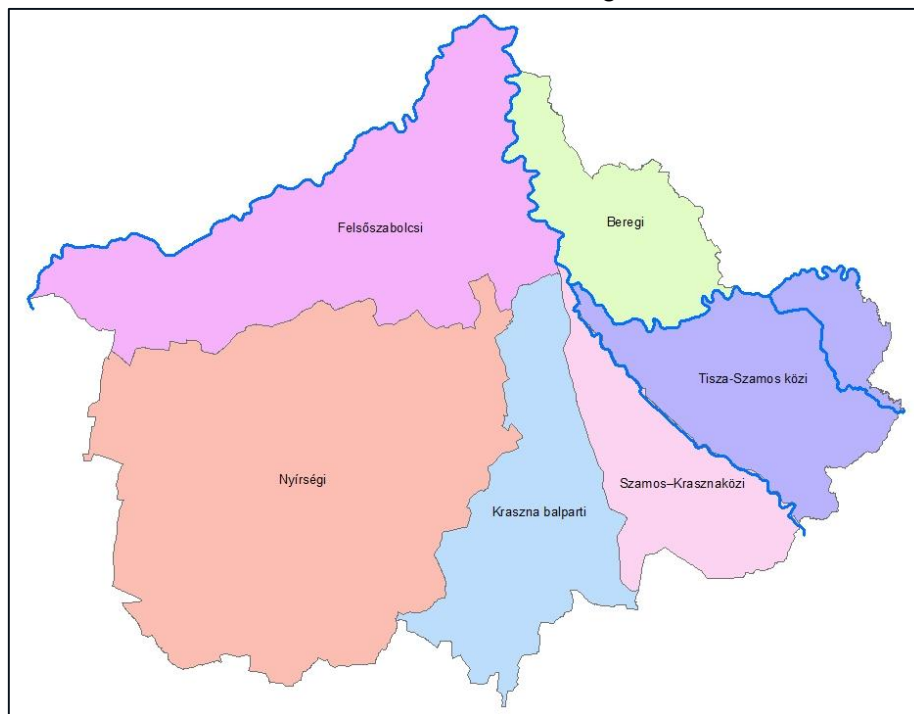 Felsőszabolcsi
Beregi
Tisza-Szamos közi
Nyírségi
Szamos–Krasznaközi
Kraszna balparti